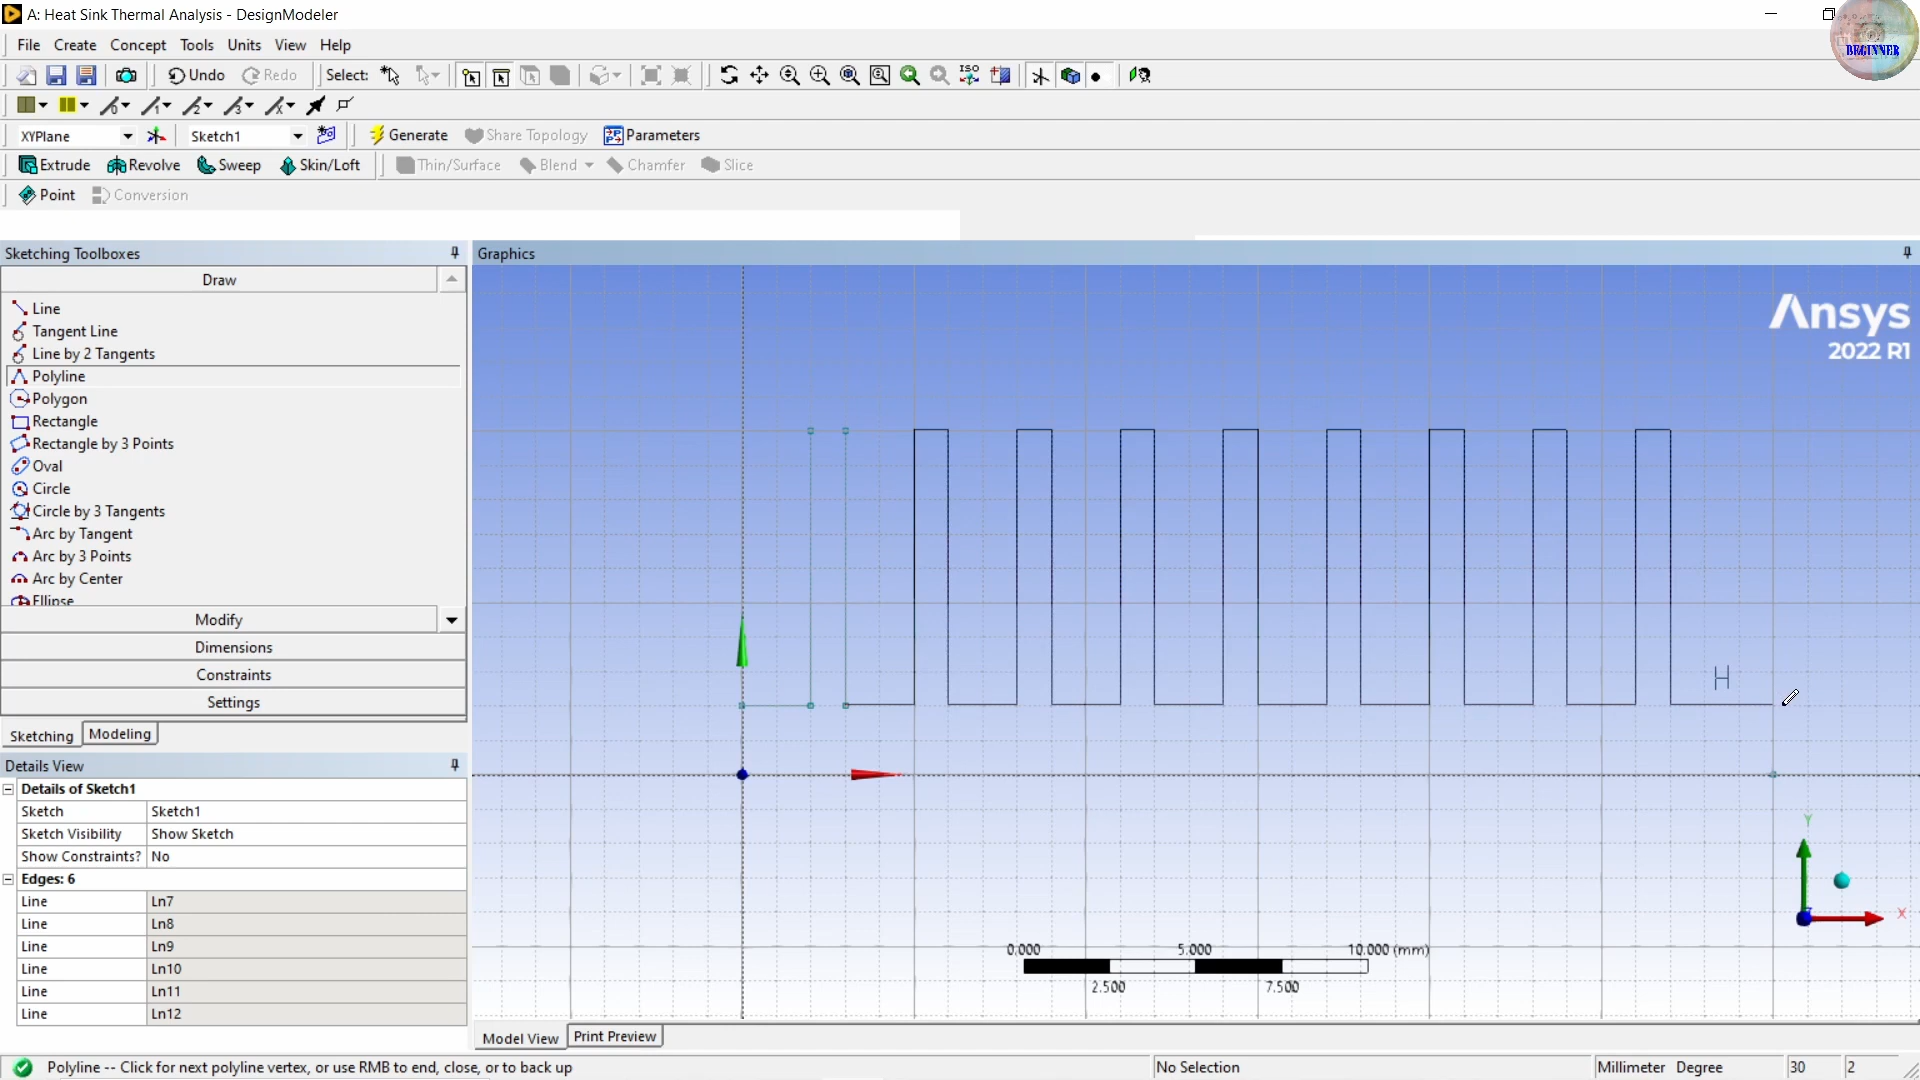 A: Heat Sink Thermal Analysis - DesignModeler
BEGINNER
File Create Concept Tools Units View Help
Undo Redo Select: ISO
XYPlane Sketch1 Generate Share Topology Parameters
Extrude Revolve Sweep Skin/Loft Thin/Surface Blend Chamfer Slice
Point Conversion
Sketching Toolboxes
Draw
Line
Tangent Line
Line by 2 Tangents
Polyline
Polygon
Rectangle
Rectangle by 3 Points
Oval
Circle
Circle by 3 Tangents
Arc by Tangent
Arc by 3 Points
Arc by Center
Ellipse
Modify
Dimensions
Constraints
Settings
Sketching Modeling
Details View
Details of Sketch1
Sketch Sketch1
Sketch Visibility Show Sketch
Show Constraints? No
Edges: 6
Line Ln7
Line Ln8
Line Ln9
Line Ln10
Line Ln11
Line Ln12
Graphics
Ansys
2022 R1
H
Y
X
0.000 5.000 10.000 (mm)
2.500 7.500
Model View Print Preview
Polyline -- Click for next polyline vertex, or use RMB to end, close, or to back up No Selection Millimeter Degree 30 2